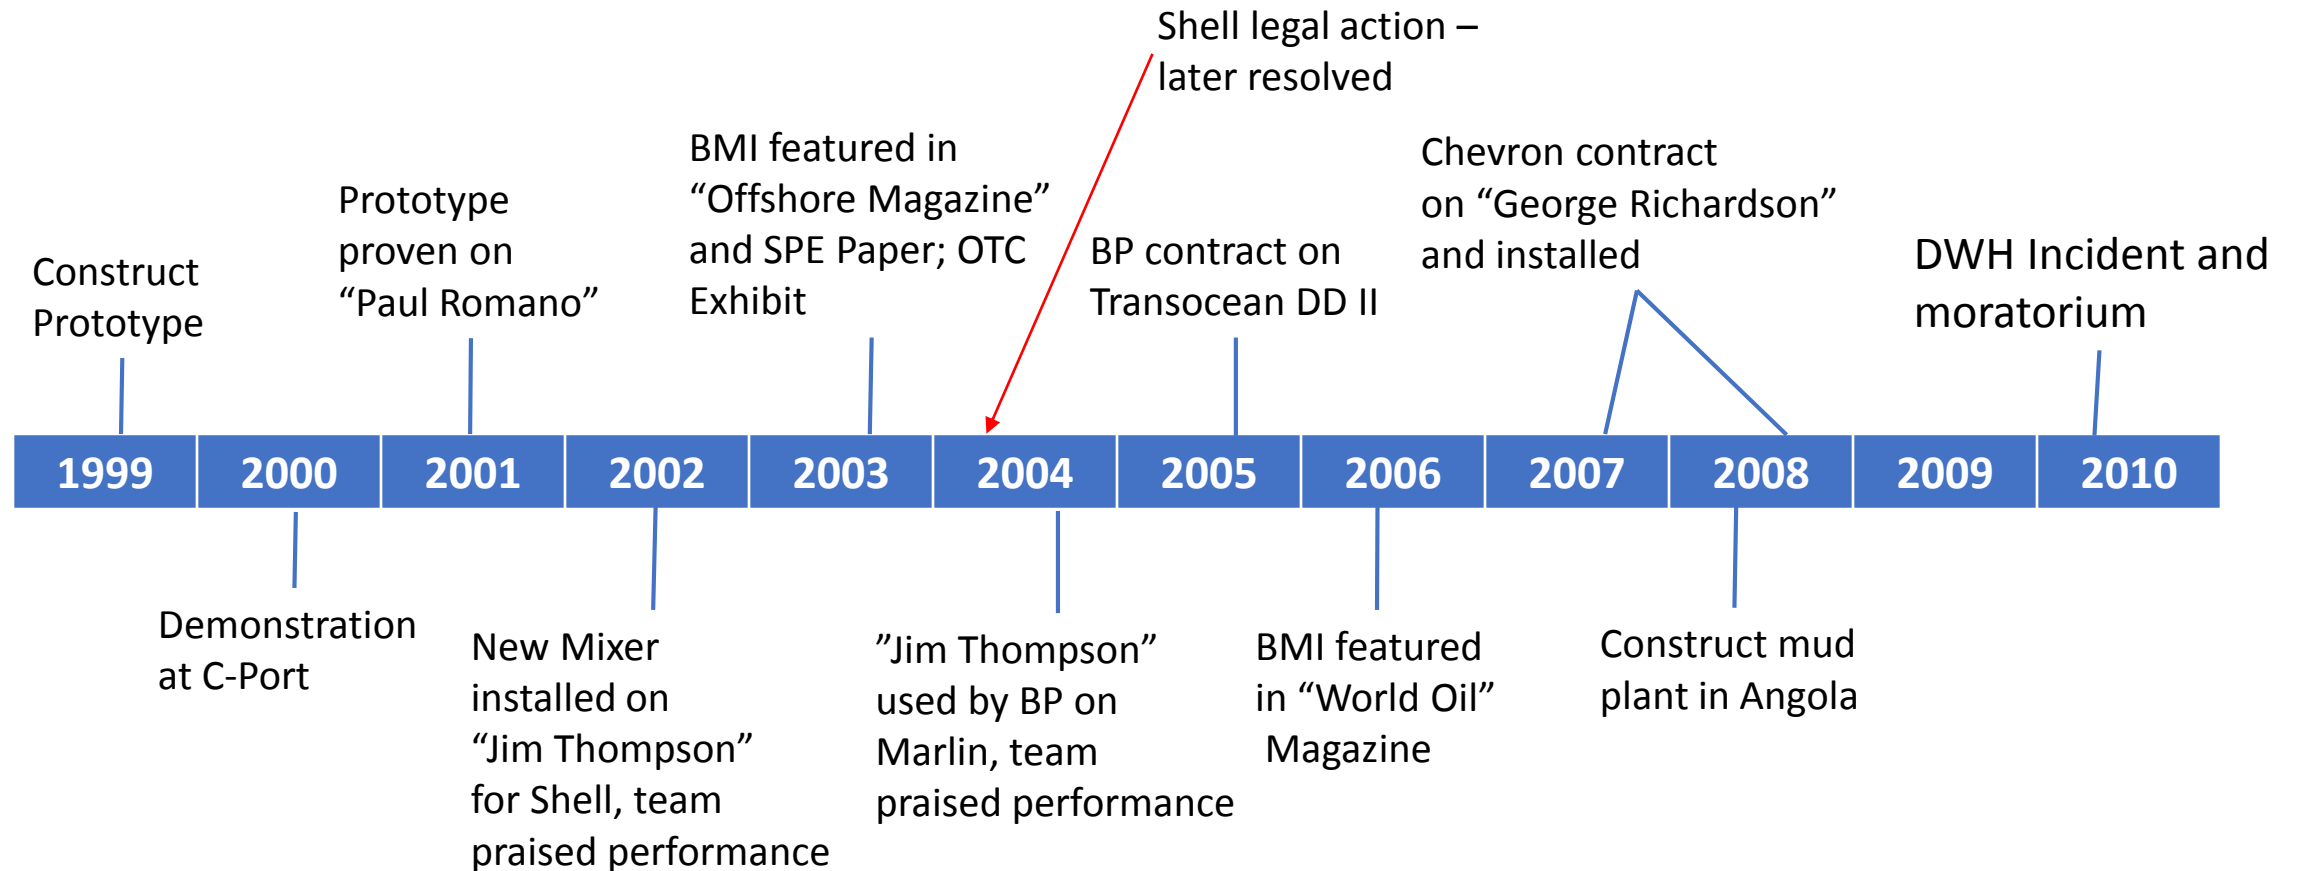 Shell legal action –
later resolved
Construct
Prototype
Prototype
proven on
“Paul Romano”
BMI featured in
“Offshore Magazine”
and SPE Paper; OTC
Exhibit
BP contract on
Transocean DD II
Chevron contract
on “George Richardson”
and installed
DWH Incident and
moratorium
1999 2000 2001 2002 2003 2004 2005 2006 2007 2008 2009 2010
Demonstration
at C-Port
New Mixer
installed on
“Jim Thompson”
for Shell, team
praised performance
”Jim Thompson”
used by BP on
Marlin, team
praised performance
BMI featured
in “World Oil”
Magazine
Construct mud
plant in Angola